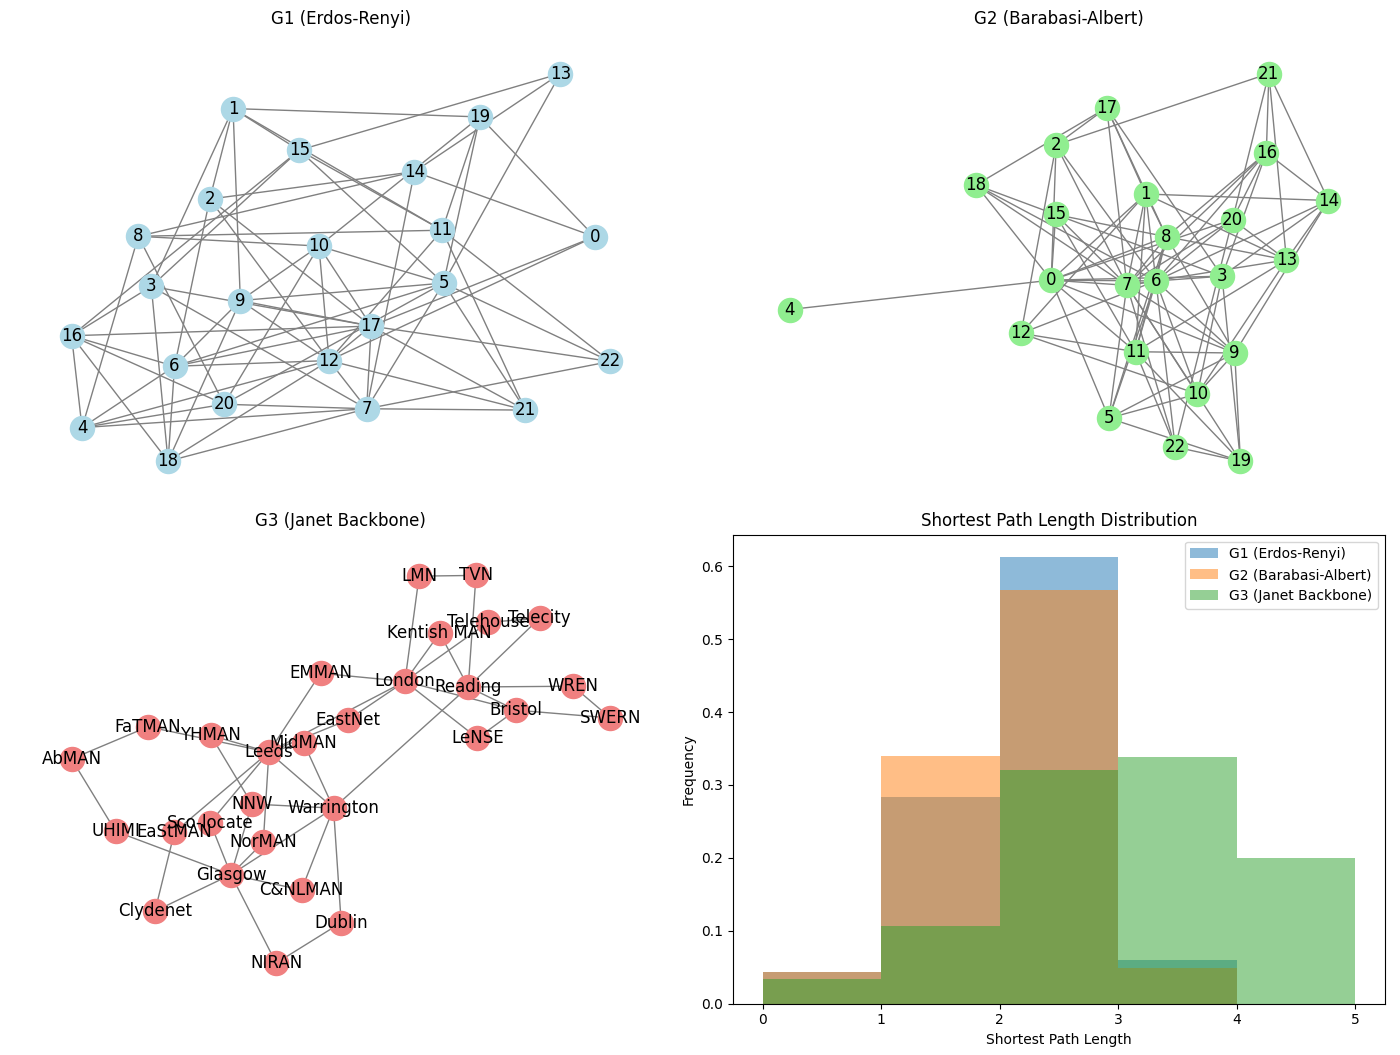 G1 (Erdos-Renyi)
13
1
19
15
14
2
8
11
0
10
3
5
9
17
16
12
22
6
20
7
21
4
18
G2 (Barabasi-Albert)
21
17
2
16
18
1
14
15
20
8
13
3
0
6
7
4
12
11
9
10
5
22
19
G3 (Janet Backbone)
LMN
TVN
Telehouse
Telecity
Kentish MAN
EMMAN
London
Reading
WREN
Bristol
SWERN
EastNet
FaTMAN
YHMAN
MidMAN
LeNSE
Leeds
AbMAN
NNW
Warrington
Sco-locate
UHIMI
EaStMAN
NorMAN
Glasgow
C&NLMAN
Clydenet
Dublin
NIRAN
Shortest Path Length Distribution
G1 (Erdos-Renyi)
G2 (Barabasi-Albert)
G3 (Janet Backbone)
0.6
0.5
0.4
0.3
0.2
0.1
0.0
Frequency
0 1 2 3 4 5
Shortest Path Length